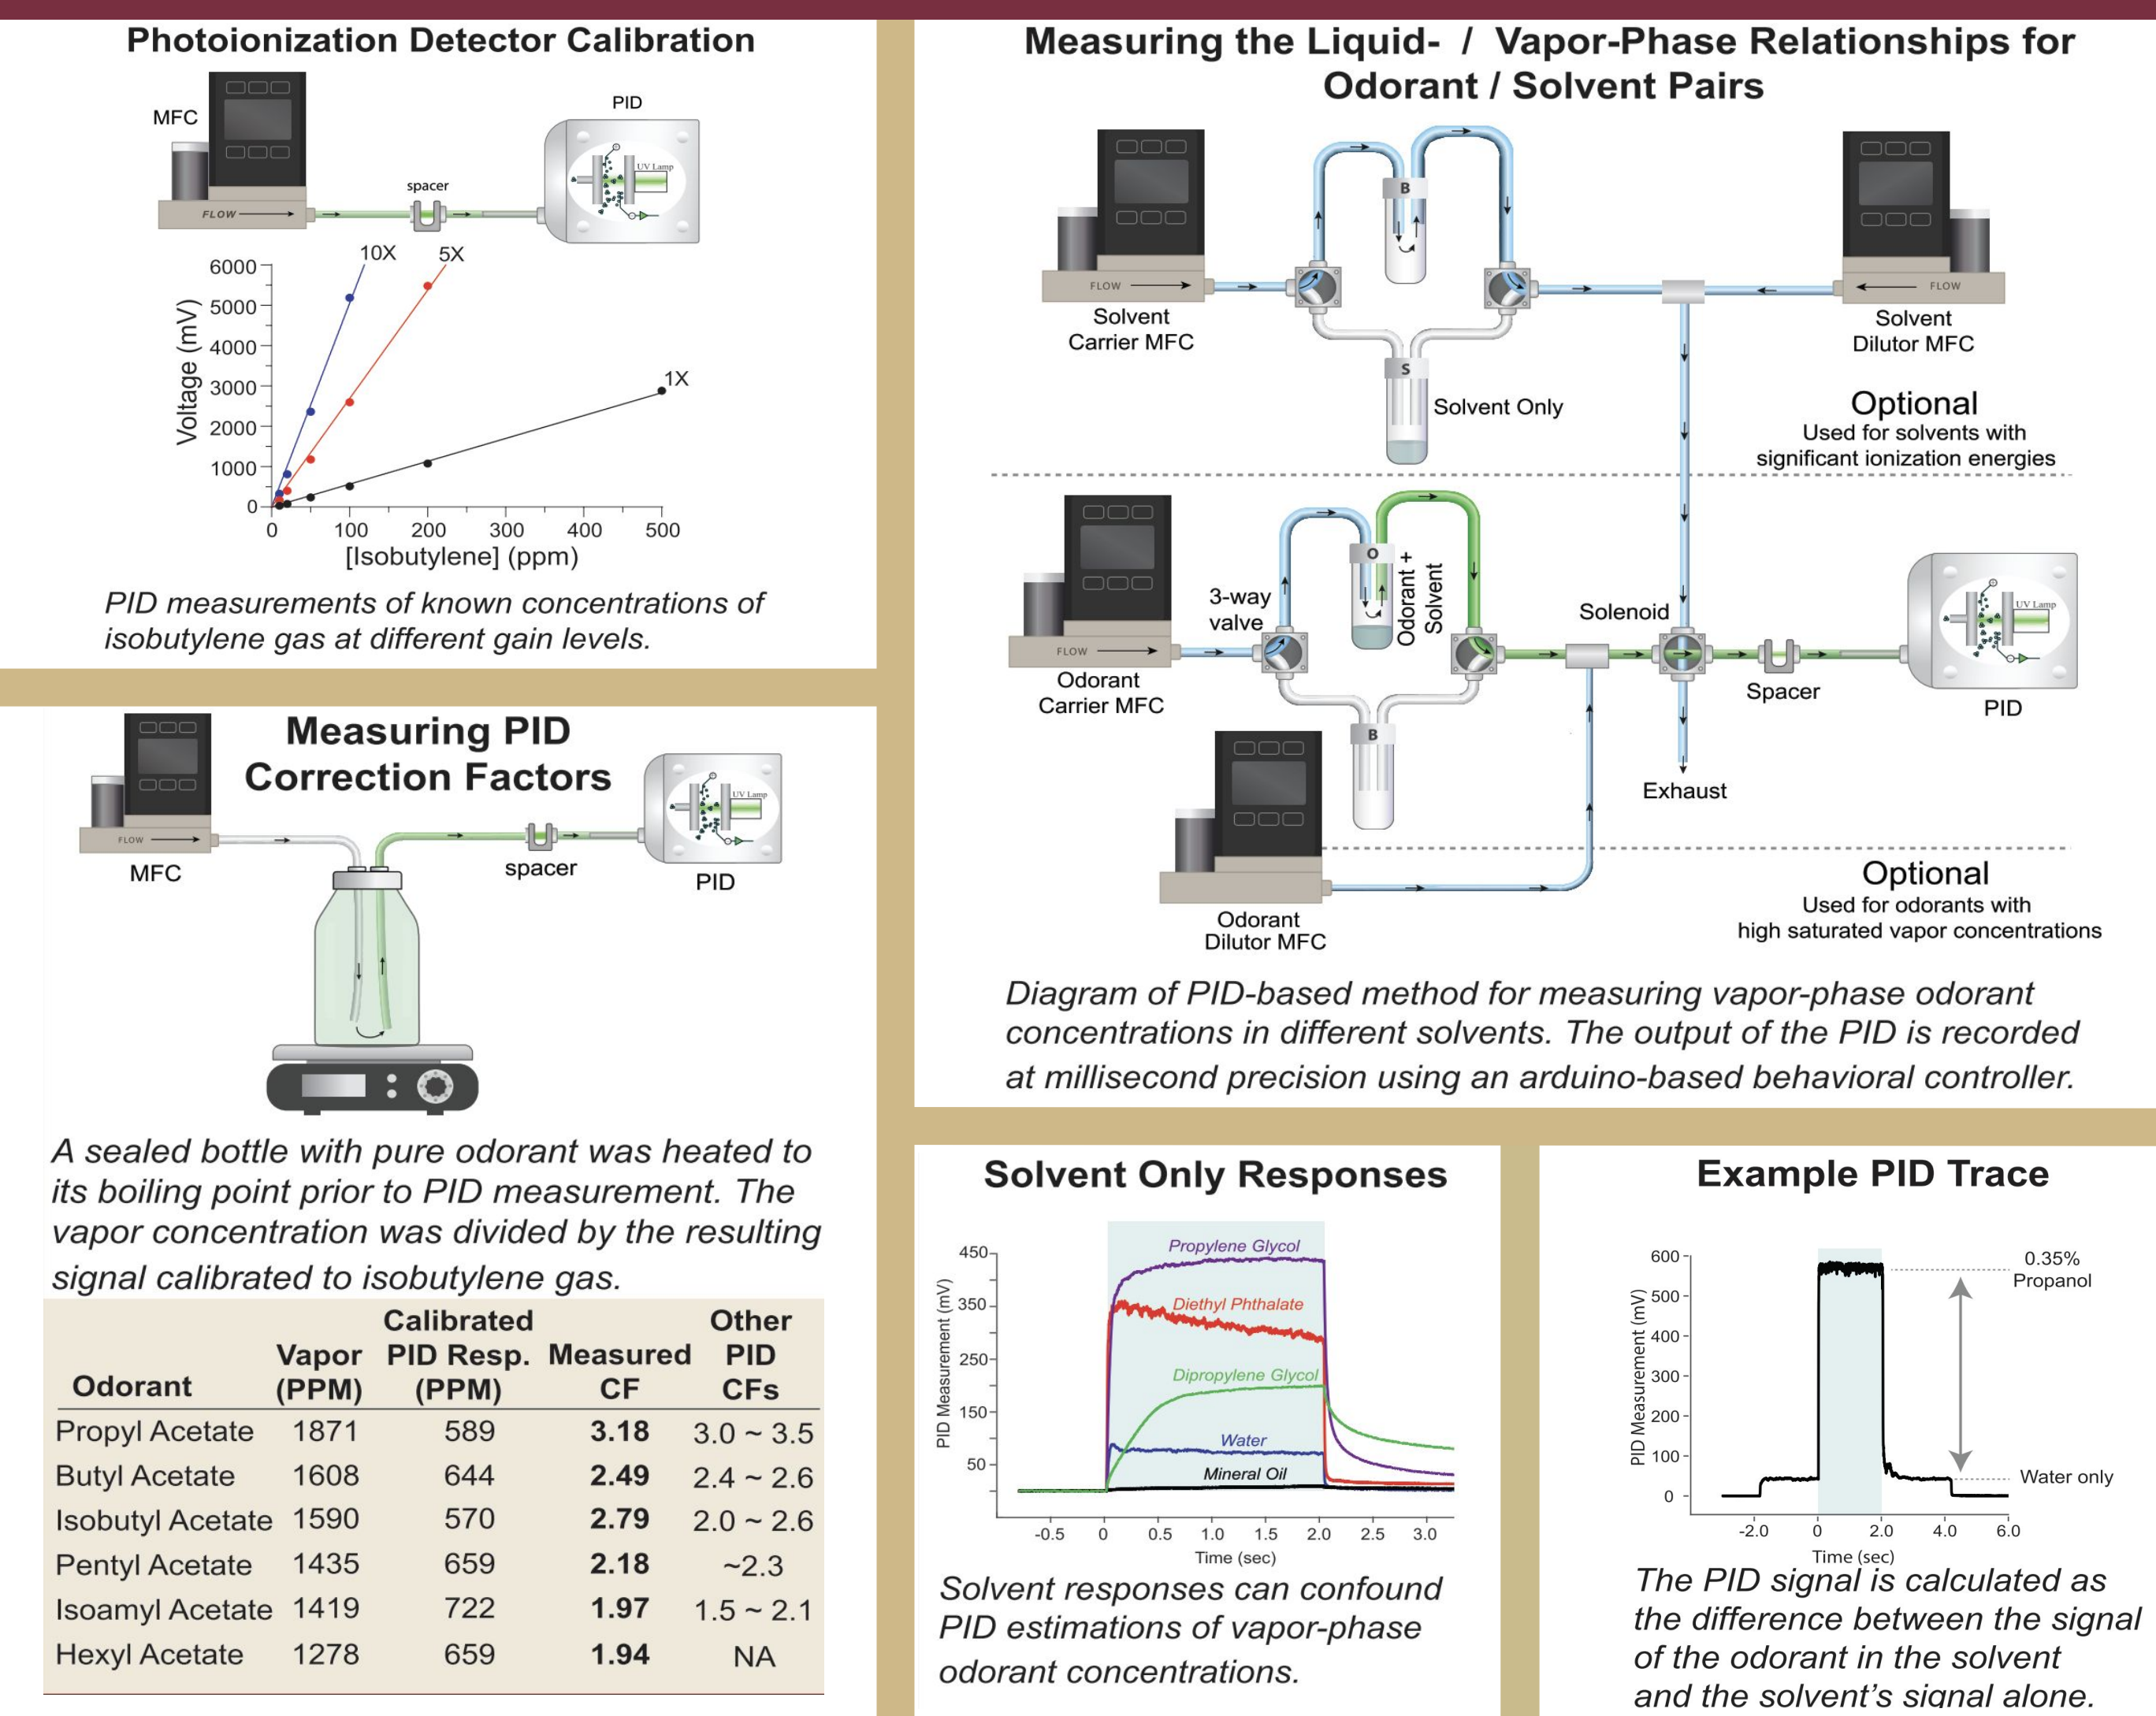 Photoionization Detector Calibration
MFC
PID
UV Lamp
spacer
FLOW
10X
5X
1X
Voltage (mV)
6000
5000
4000
3000
2000
1000
0
0 100 200 300 400 500
[Isobutylene] (ppm)
PID measurements of known concentrations of
isobutylene gas at different gain levels.
Measuring PID
Correction Factors
UV Lamp
FLOW
MFC
spacer
PID
A sealed bottle with pure odorant was heated to
its boiling point prior to PID measurement. The
vapor concentration was divided by the resulting
signal calibrated to isobutylene gas.
Calibrated Other
Vapor PID Resp. Measured PID
Odorant (PPM) (PPM) CF CFs
Propyl Acetate 1871 589 3.18 3.0 ~ 3.5
Butyl Acetate 1608 644 2.49 2.4 ~ 2.6
Isobutyl Acetate 1590 570 2.79 2.0 ~ 2.6
Pentyl Acetate 1435 659 2.18 ~2.3
Isoamyl Acetate 1419 722 1.97 1.5 ~ 2.1
Hexyl Acetate 1278 659 1.94 NA
Measuring the Liquid- / Vapor-Phase Relationships for
Odorant / Solvent Pairs
B
FLOW
FLOW
Solvent
Carrier MFC
Solvent
Dilutor MFC
S
Solvent Only
Optional
Used for solvents with
significant ionization energies
O
Odorant +
Solvent
3-way
valve
Solenoid
UV Lamp
FLOW
Odorant
Carrier MFC
Spacer
PID
B
Exhaust
Odorant
Dilutor MFC
Optional
Used for odorants with
high saturated vapor concentrations
Diagram of PID-based method for measuring vapor-phase odorant
concentrations in different solvents. The output of the PID is recorded
at millisecond precision using an arduino-based behavioral controller.
Solvent Only Responses
PID Measurement (mV)
450
350
250
150
50
Propylene Glycol
Diethyl Phthalate
Dipropylene Glycol
Water
Mineral Oil
-0.5 0 0.5 1.0 1.5 2.0 2.5 3.0
Time (sec)
Solvent responses can confound
PID estimations of vapor-phase
odorant concentrations.
Example PID Trace
PID Measurement (mV)
600
500
400
300
200
100
0
0.35%
Propanol
Water only
-2.0 0 2.0 4.0 6.0
Time (sec)
The PID signal is calculated as
the difference between the signal
of the odorant in the solvent
and the solvent's signal alone.